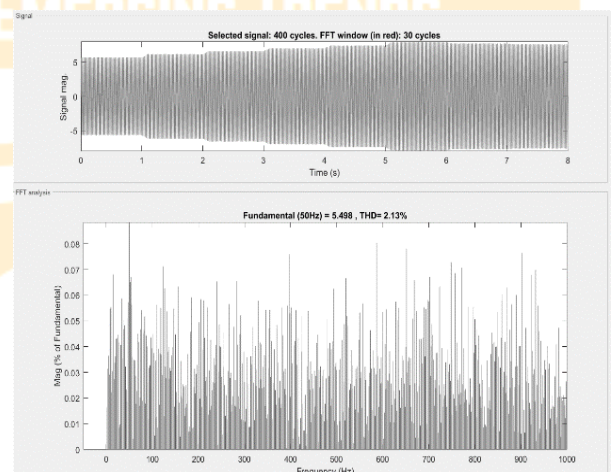 Signal
Selected signal: 400 cycles. FFT window (in red): 30 cycles
Signal mag.
5
0
-5
0 1 2 3 4 5 6 7 8
Time (s)
FFT analysis
Fundamental (50Hz) = 5.498 , THD= 2.13%
Mag (% of Fundamental)
0.08
0.07
0.06
0.05
0.04
0.03
0.02
0.01
0
0 100 200 300 400 500 600 700 800 900 1000
Frequency (Hz)